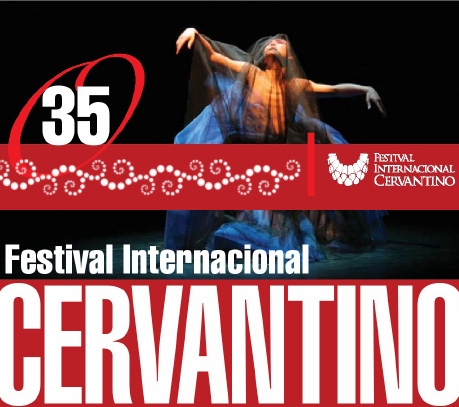 35
FESTIVAL
INTERNACIONAL
CERVANTINO
Festival Internacional
CERVANTINO